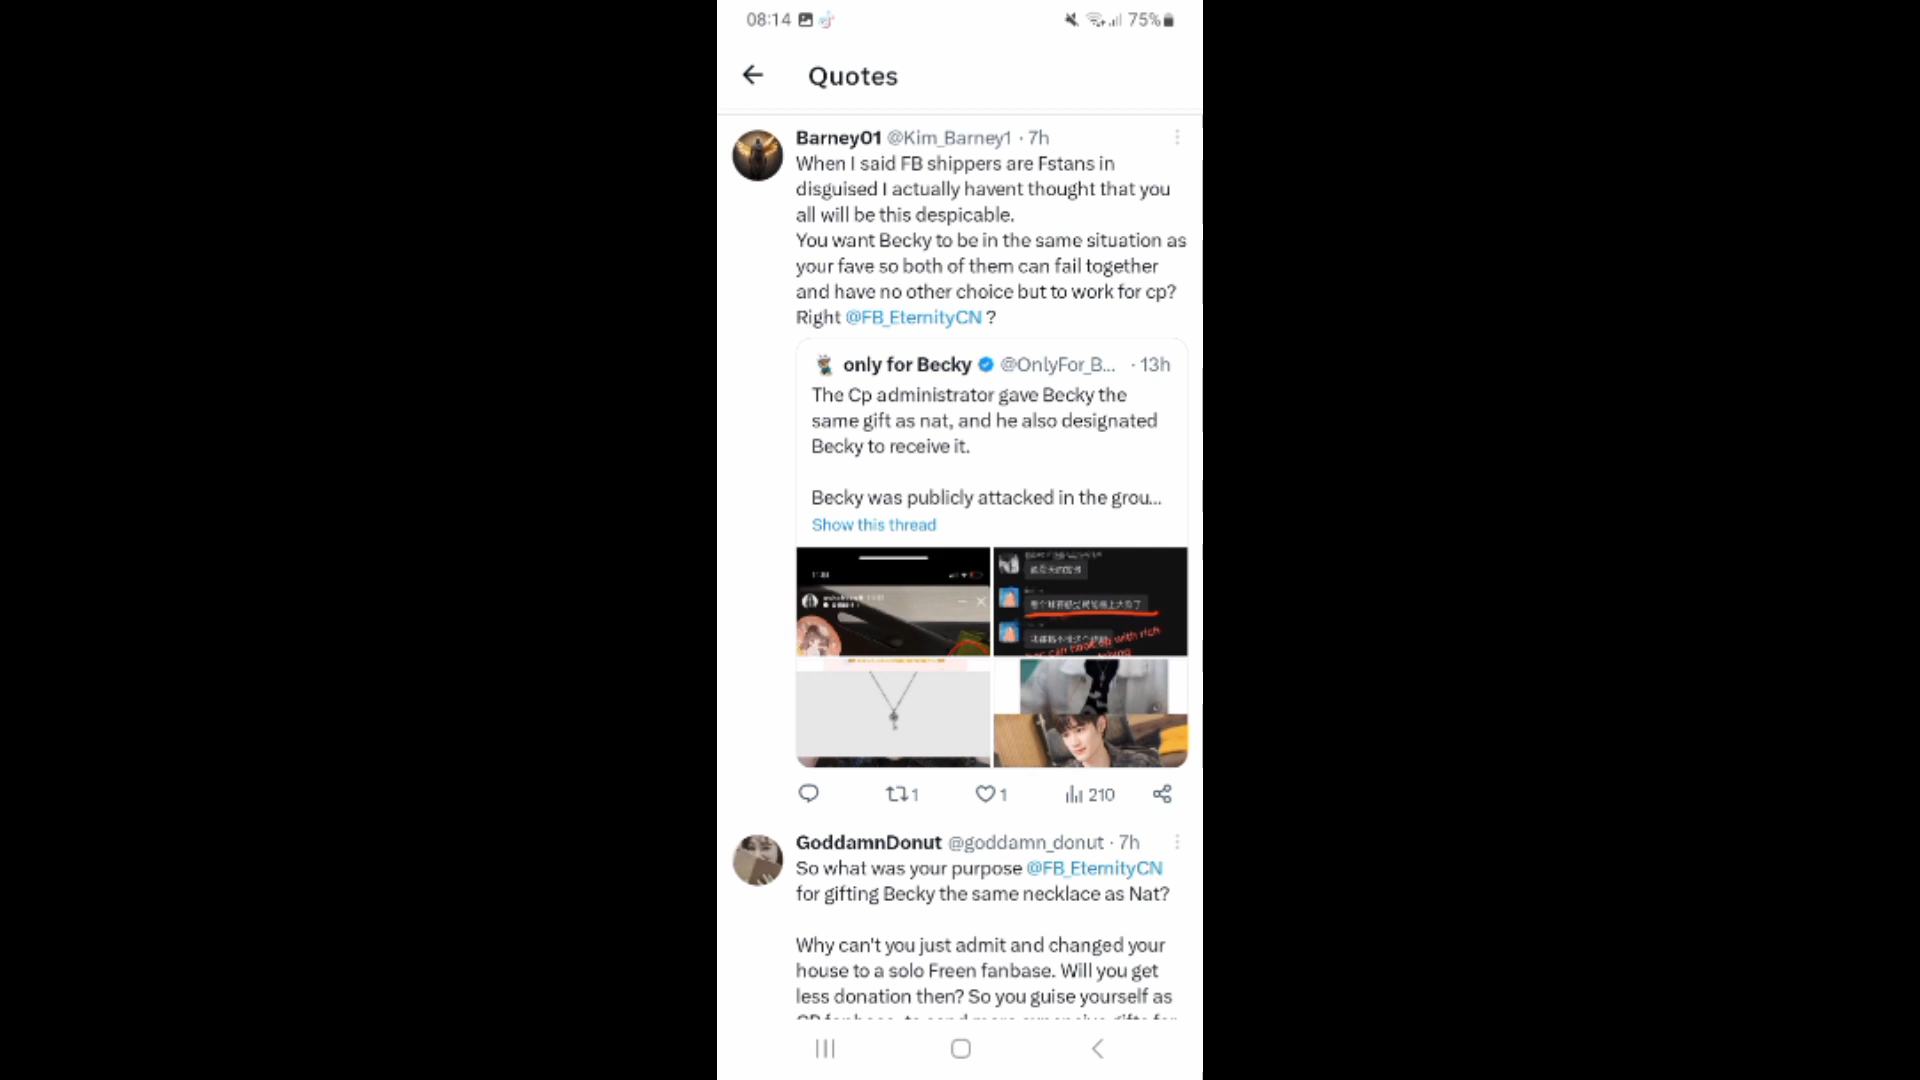 08:14
75%
Quotes
Barney01 @Kim_Barney1 · 7h
When I said FB shippers are Fstans in
disguised I actually havent thought that you
all will be this despicable.
You want Becky to be in the same situation as
your fave so both of them can fail together
and have no other choice but to work for cp?
Right @FB_EternityCN ?
only for Becky @OnlyFor_B... · 13h
The Cp administrator gave Becky the
same gift as nat, and he also designated
Becky to receive it.
Becky was publicly attacked in the grou...
Show this thread
with rich
1
1
210
GoddamnDonut @goddamn_donut · 7h
So what was your purpose @FB_EternityCN
for gifting Becky the same necklace as Nat?
Why can't you just admit and changed your
house to a solo Freen fanbase. Will you get
less donation then? So you guise yourself as